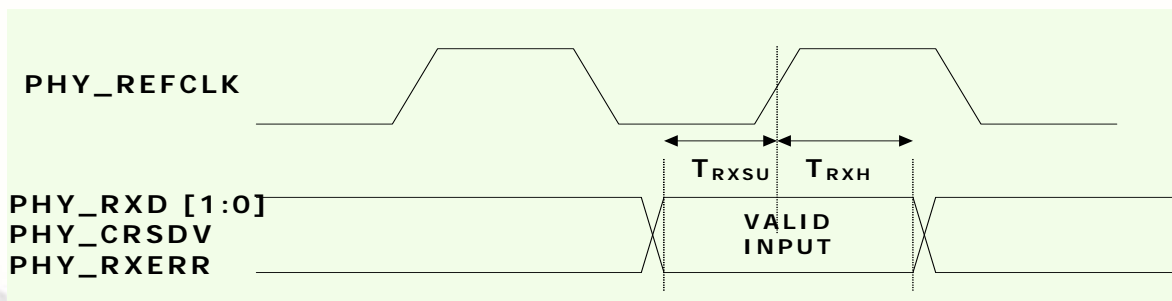 PHY_REFCLK
TRXSU TRXH
PHY_RXD [1:0]
PHY_CRSDV
PHY_RXERR
VALID
INPUT